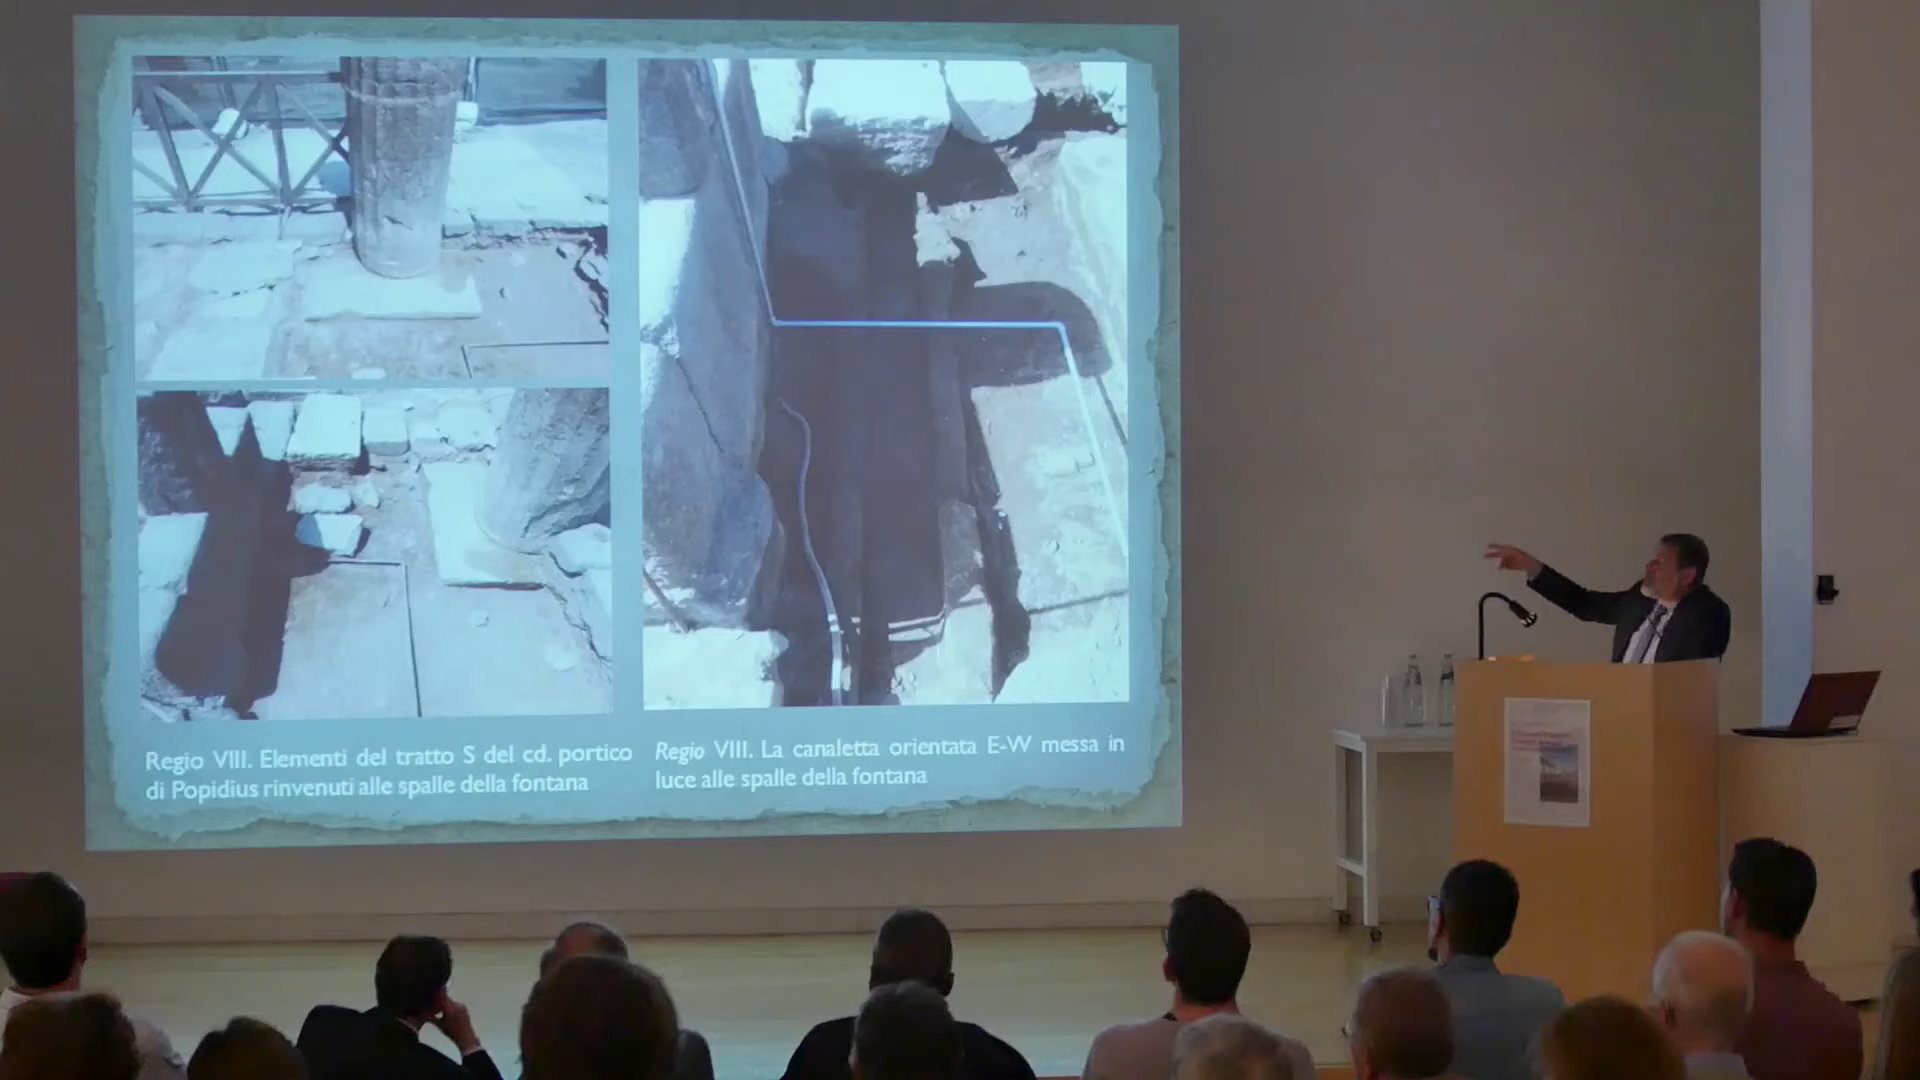 Regio VIII. Elementi del tratto S del cd. portico
di Popidius rinvenuti alle spalle della fontana
Regio VIII. La canaletta orientata E-W messa in
luce alle spalle della fontana